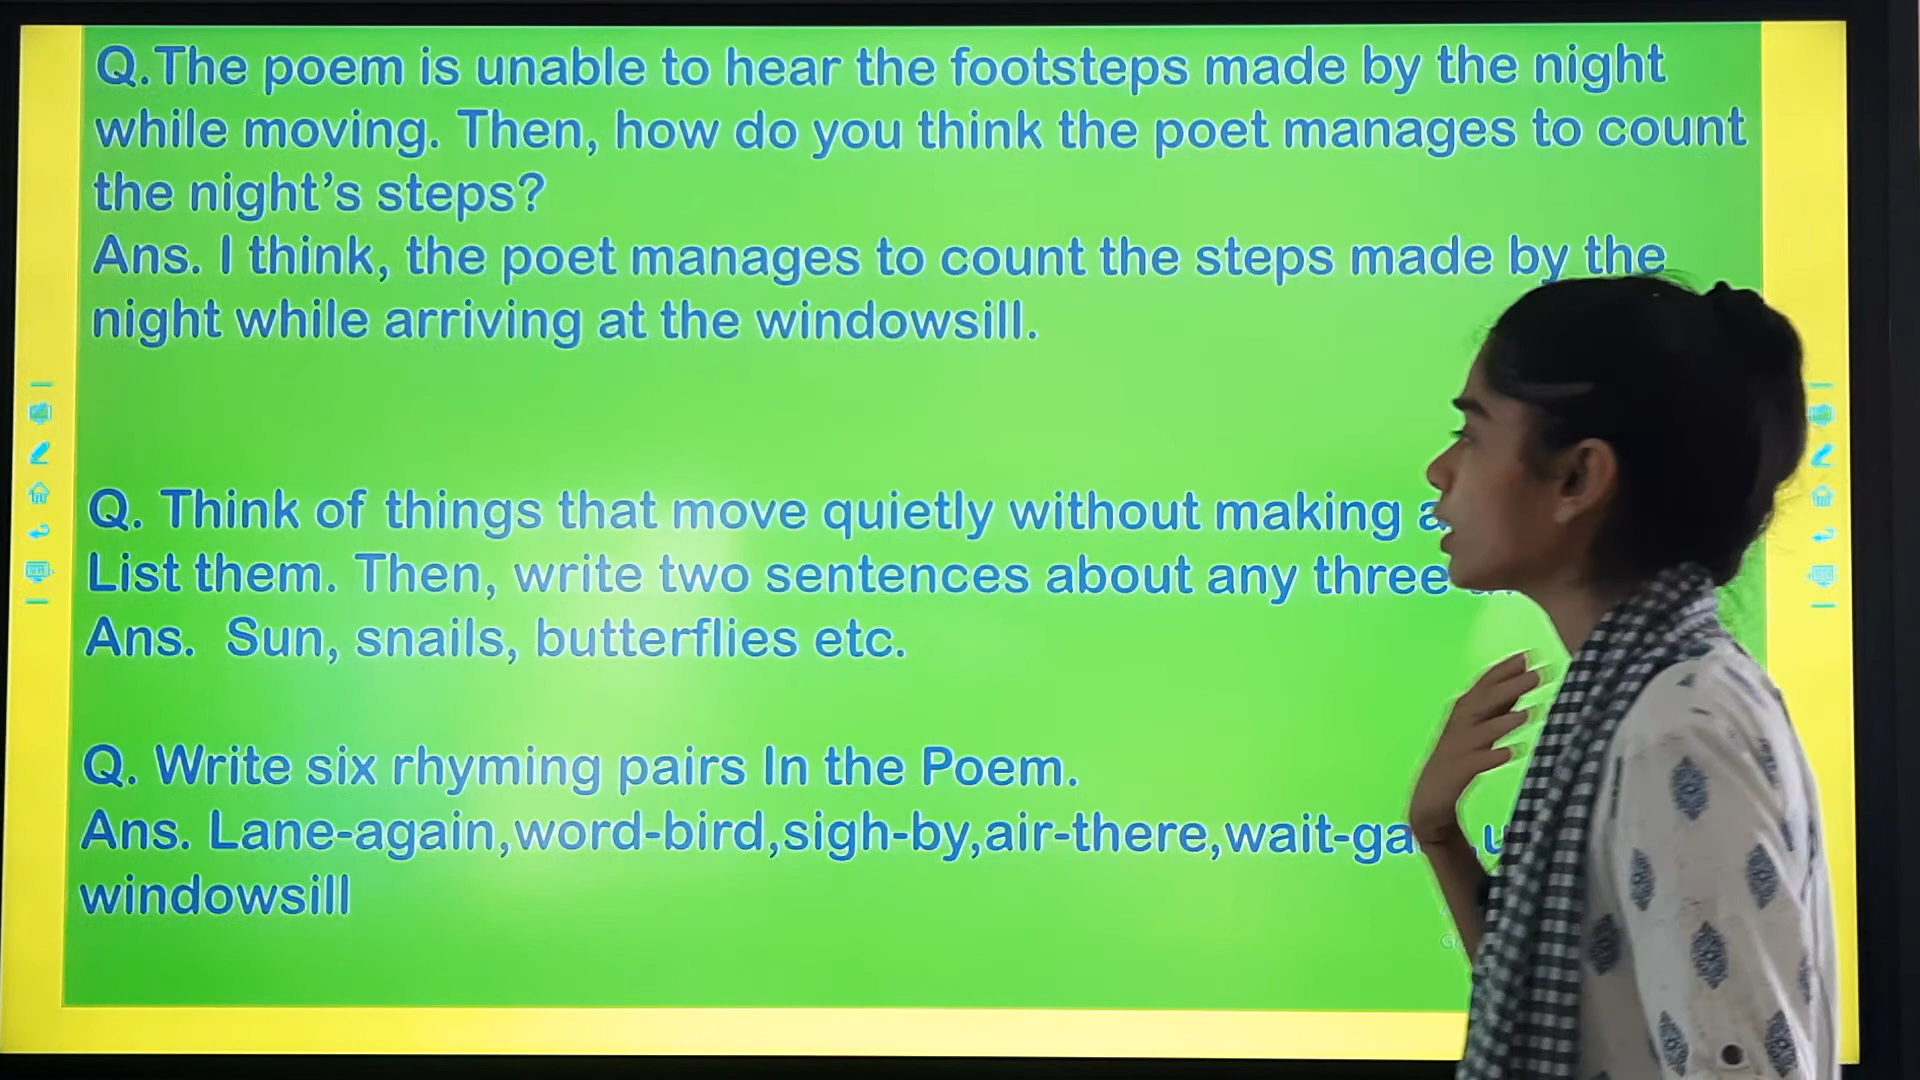 Q.The poem is unable to hear the footsteps made by the night
while moving. Then, how do you think the poet manages to count
the night's steps?
Ans. I think, the poet manages to count the steps made by the
night while arriving at the windowsill.
Q. Think of things that move quietly without making
List them. Then, write two sentences about any three
Ans. Sun, snails, butterflies etc.
Q. Write six rhyming pairs In the Poem.
Ans. Lane-again,word-bird,sigh-by,air-there,wait-
windowsill